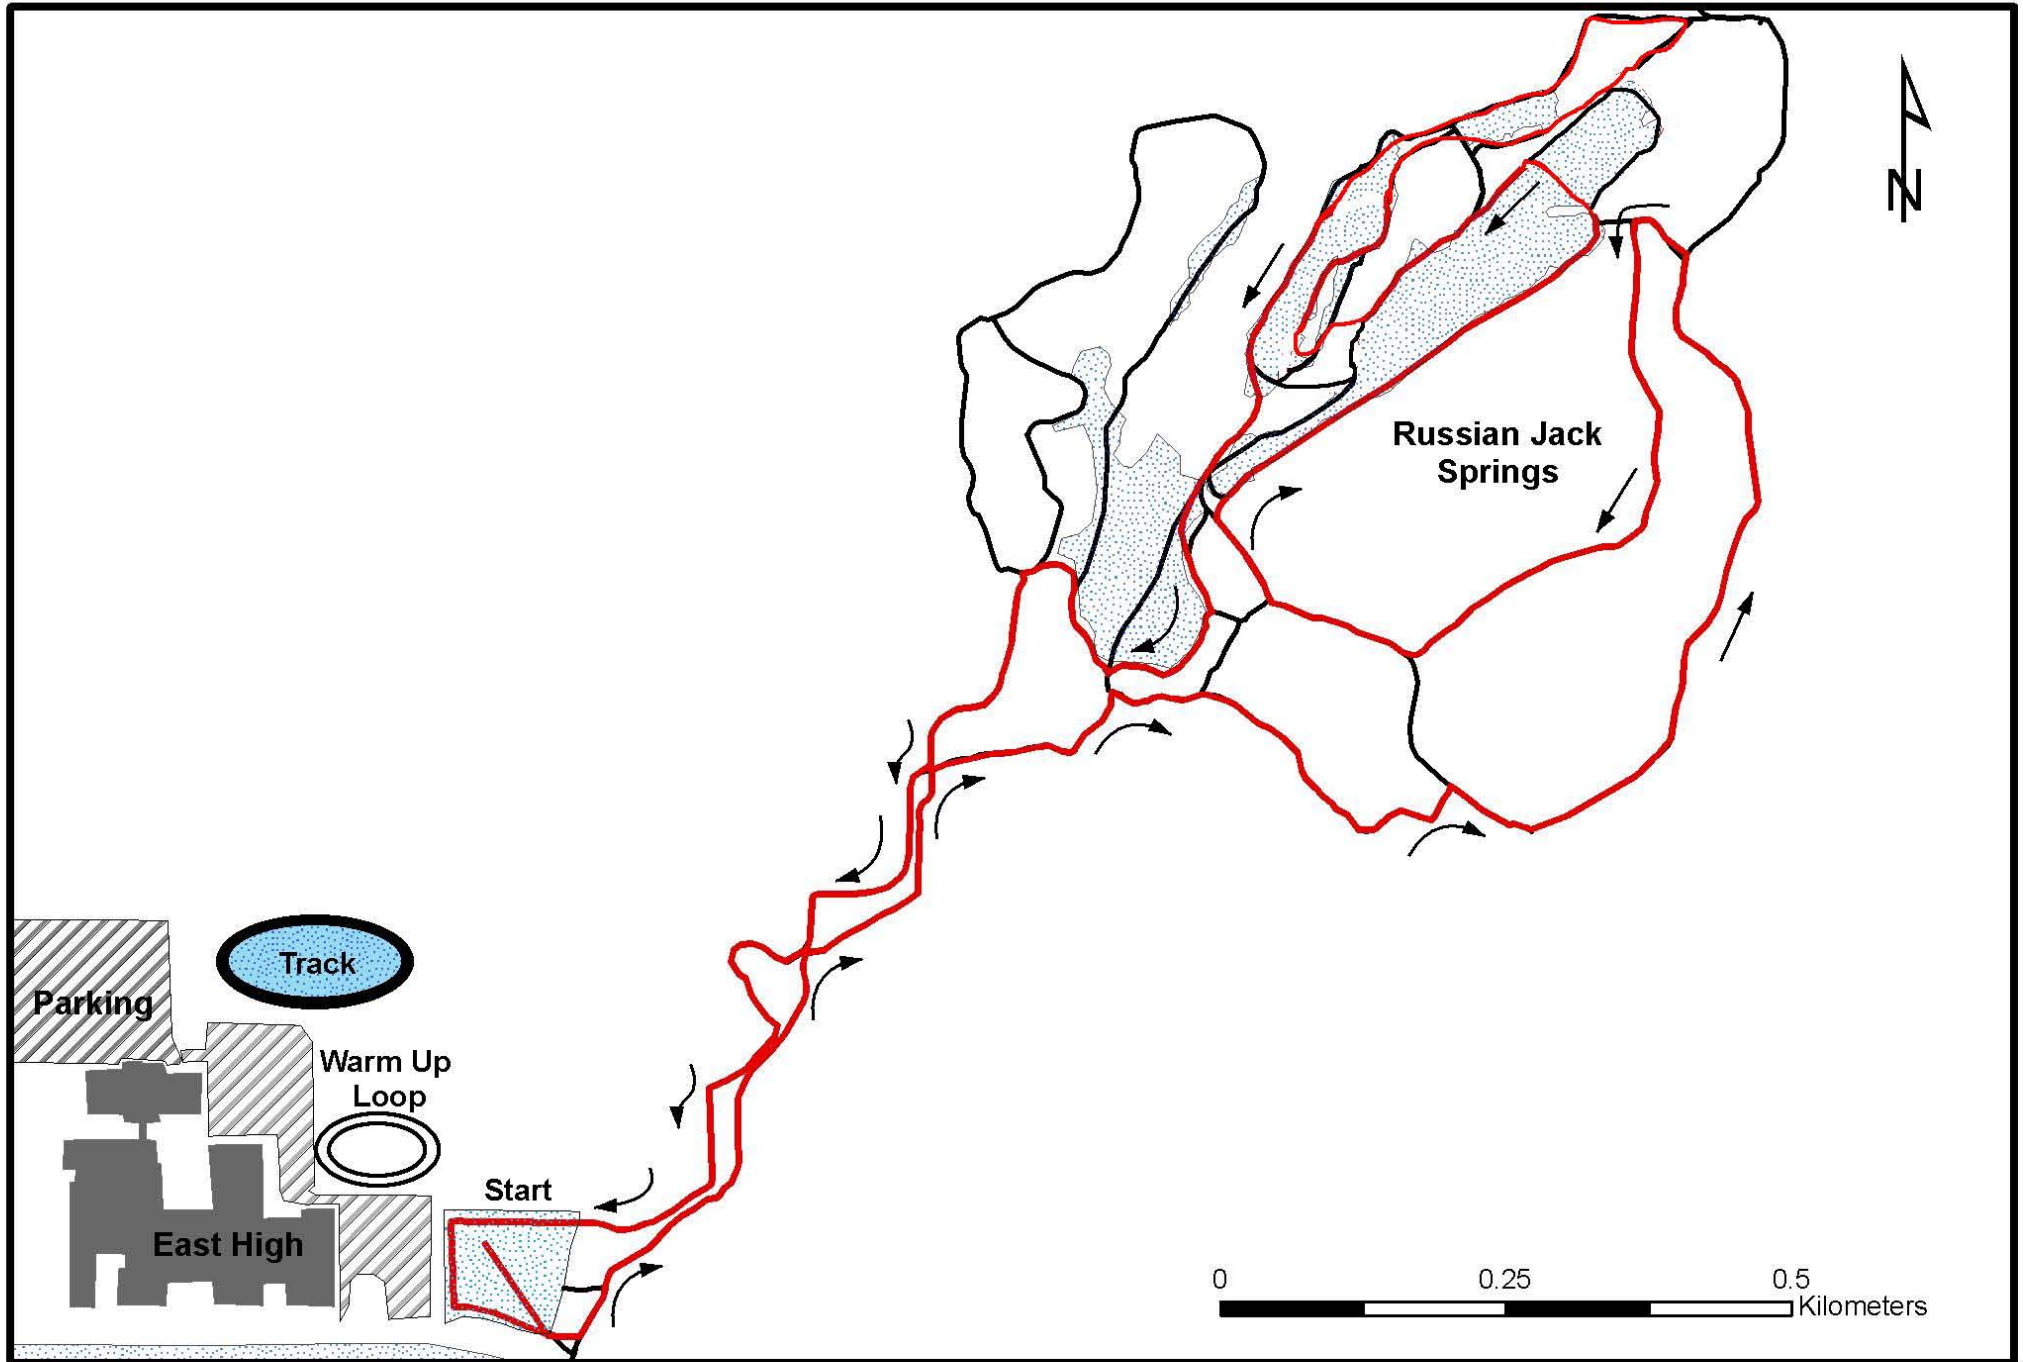 N
Russian Jack
Springs
Track
Parking
Warm Up
Loop
Start
East High
0 0.25 0.5
Kilometers